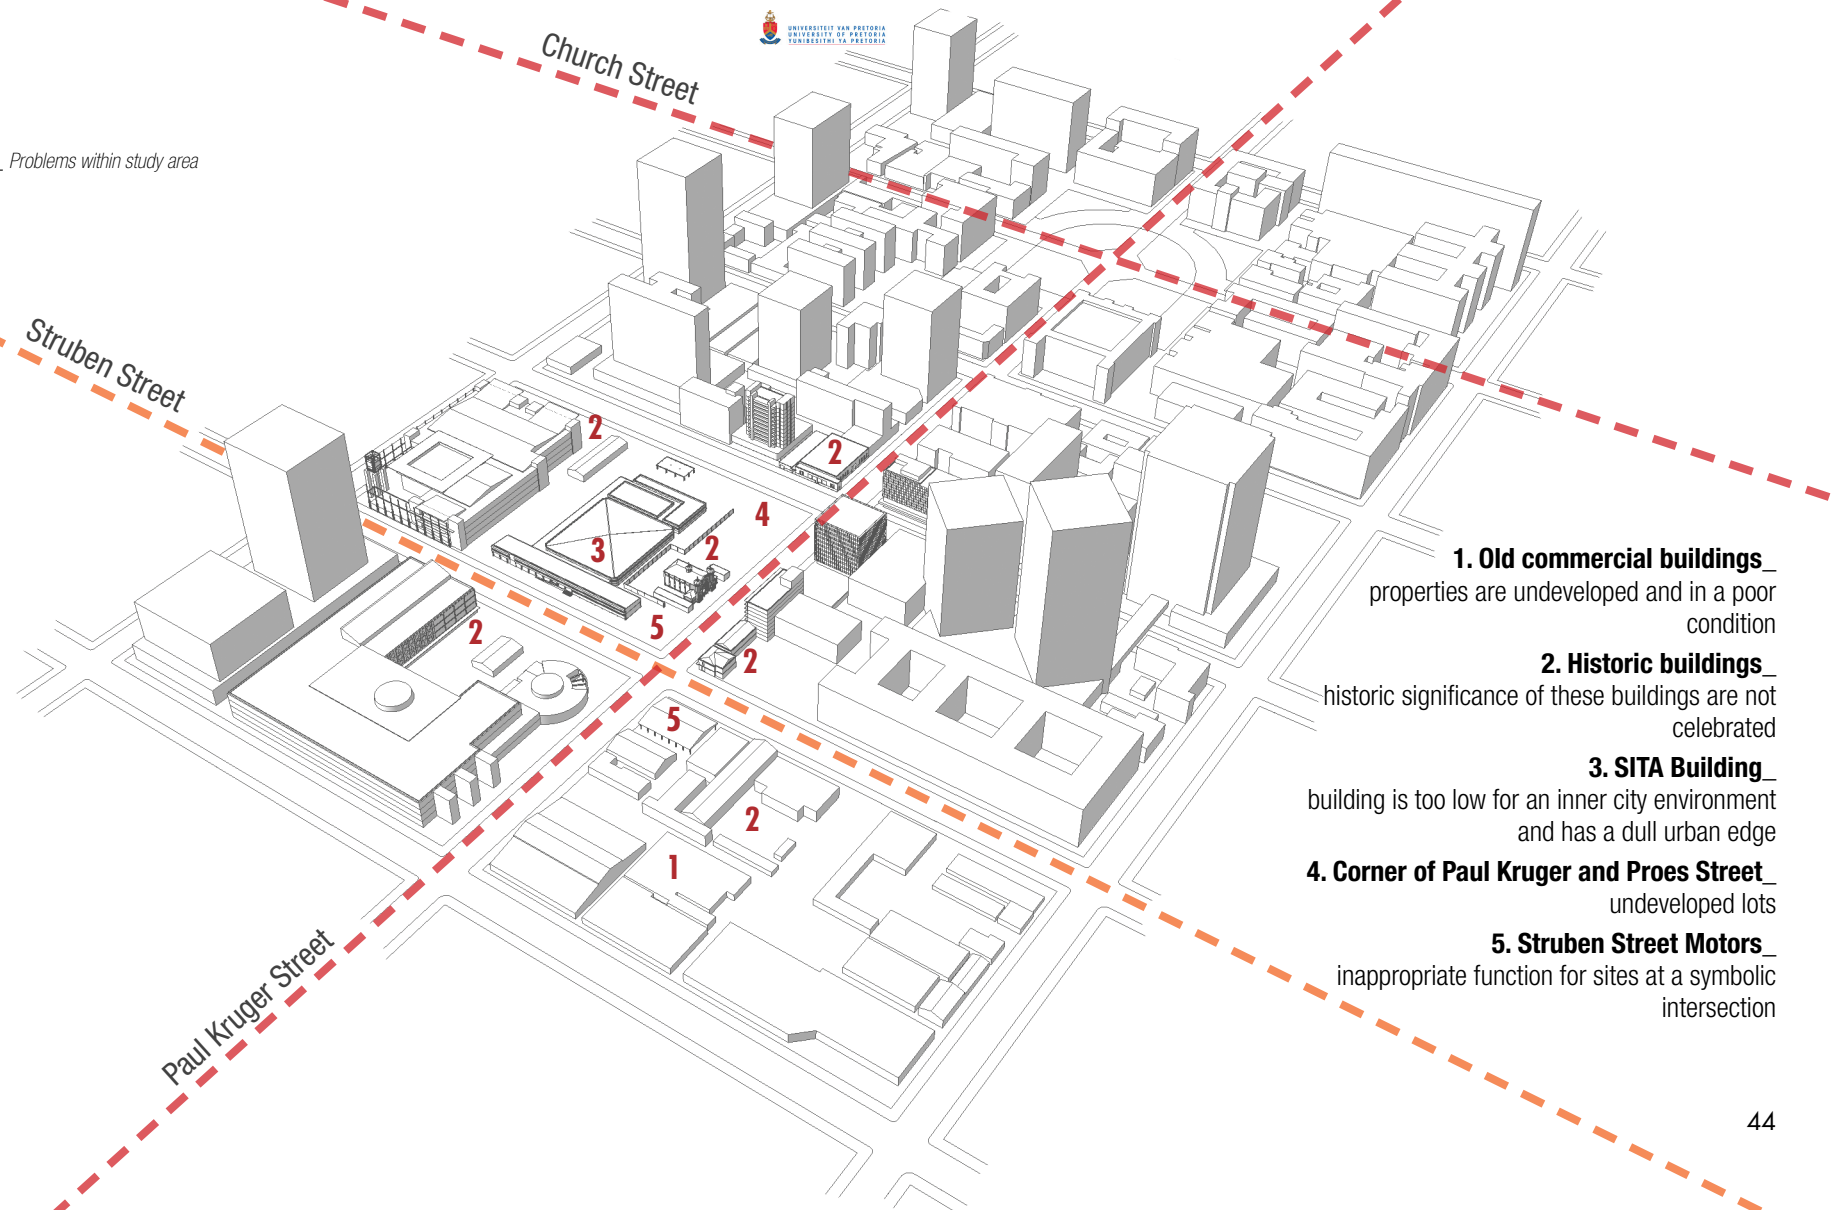 UNIVERSITEIT VAN PRETORIA
UNIVERSITY OF PRETORIA
YUNIBESITHI YA PRETORIA
Church Street
_ Problems within study area
Struben Street
2
2
4
3
2
5
2
2
5
2
1
Paul Kruger Street
1. Old commercial buildings_
properties are undeveloped and in a poor
condition
2. Historic buildings_
historic significance of these buildings are not
celebrated
3. SITA Building_
building is too low for an inner city environment
and has a dull urban edge
4. Corner of Paul Kruger and Proes Street_
undeveloped lots
5. Struben Street Motors_
inappropriate function for sites at a symbolic
intersection
44